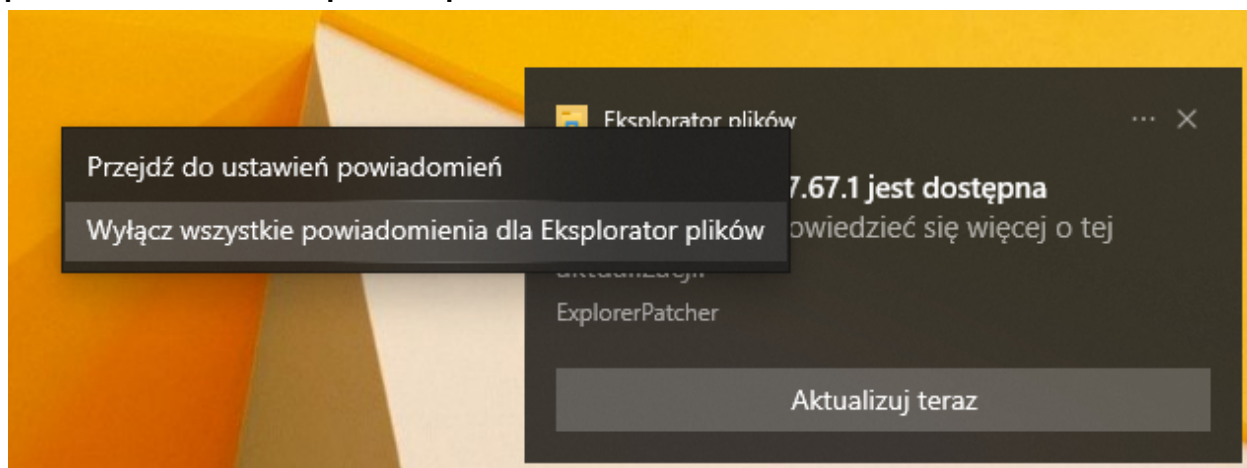 Eksplorator plików
Przejdź do ustawień powiadomień
7.67.1 jest dostępna
Wyłącz wszystkie powiadomienia dla Eksplorator plików
owiedzieć się więcej o tej
aktualizacji.
ExplorerPatcher
Aktualizuj teraz